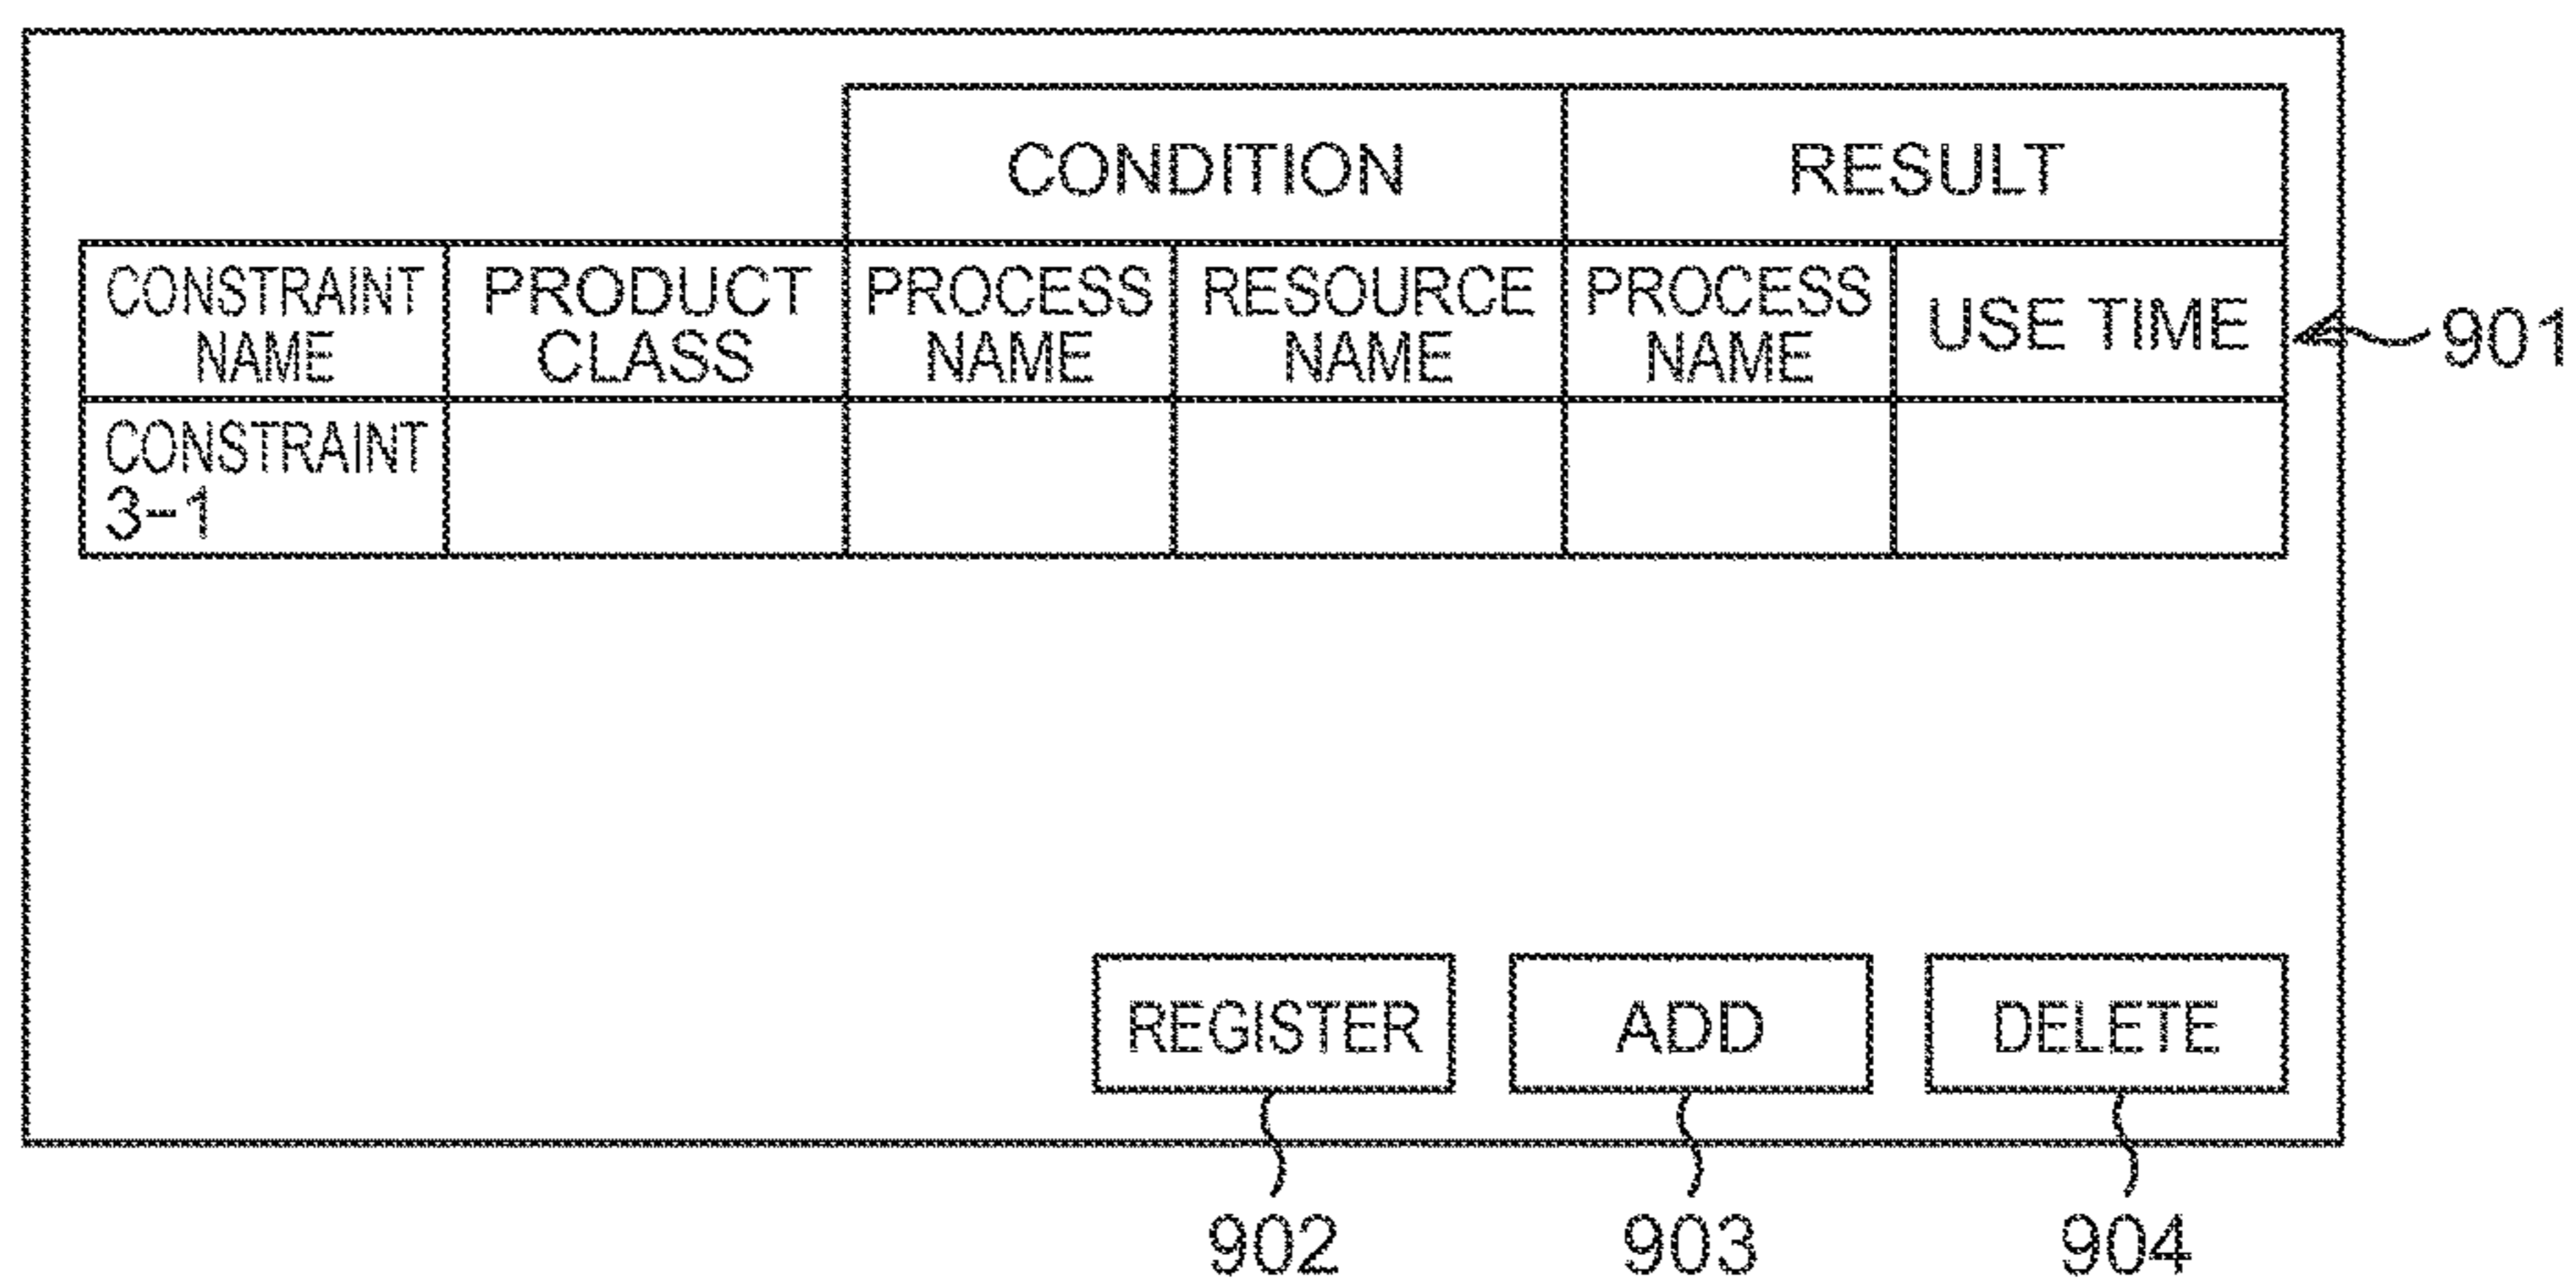 CONDITION RESULT
CONSTRAINT PRODUCT PROCESS RESOURCE PROCESS USE TIME
NAME CLASS NAME NAME NAME
901
CONSTRAINT
3-1
REGISTER ADD DELETE
902 903 904